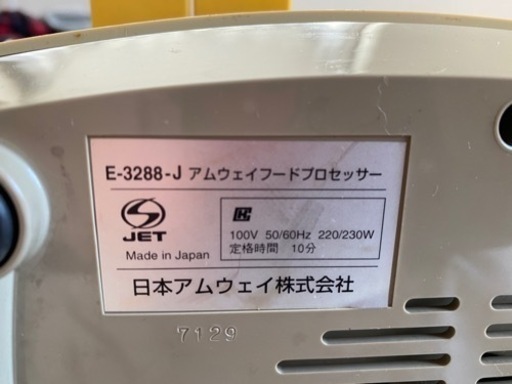 E-3288-J アムウェイフードプロセッサー
JET
Made in Japan
100V 50/60Hz 220/230W
定格時間 10分
日本アムウェイ株式会社
7129